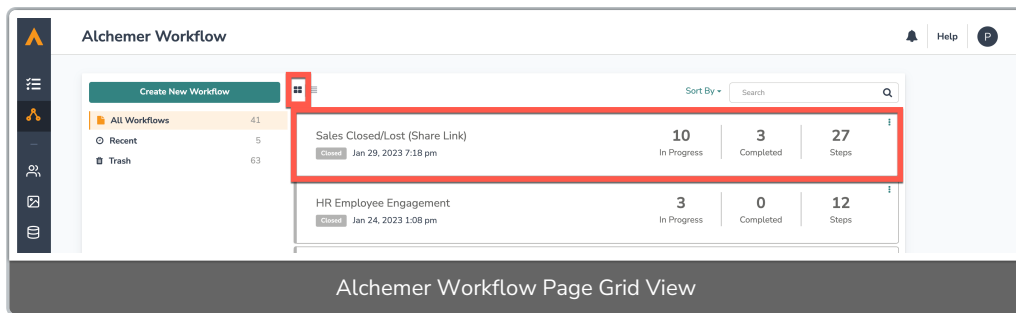 Alchemer Workflow
Help
P
Create New Workflow
Sort By
Search
All Workflows 41
Recent 5
Trash 63
Sales Closed/Lost (Share Link)
Closed Jan 29, 2023 7:18 pm
10 3 27
In Progress Completed Steps
HR Employee Engagement
Closed Jan 24, 2023 1:08 pm
3 0 12
In Progress Completed Steps
Alchemer Workflow Page Grid View